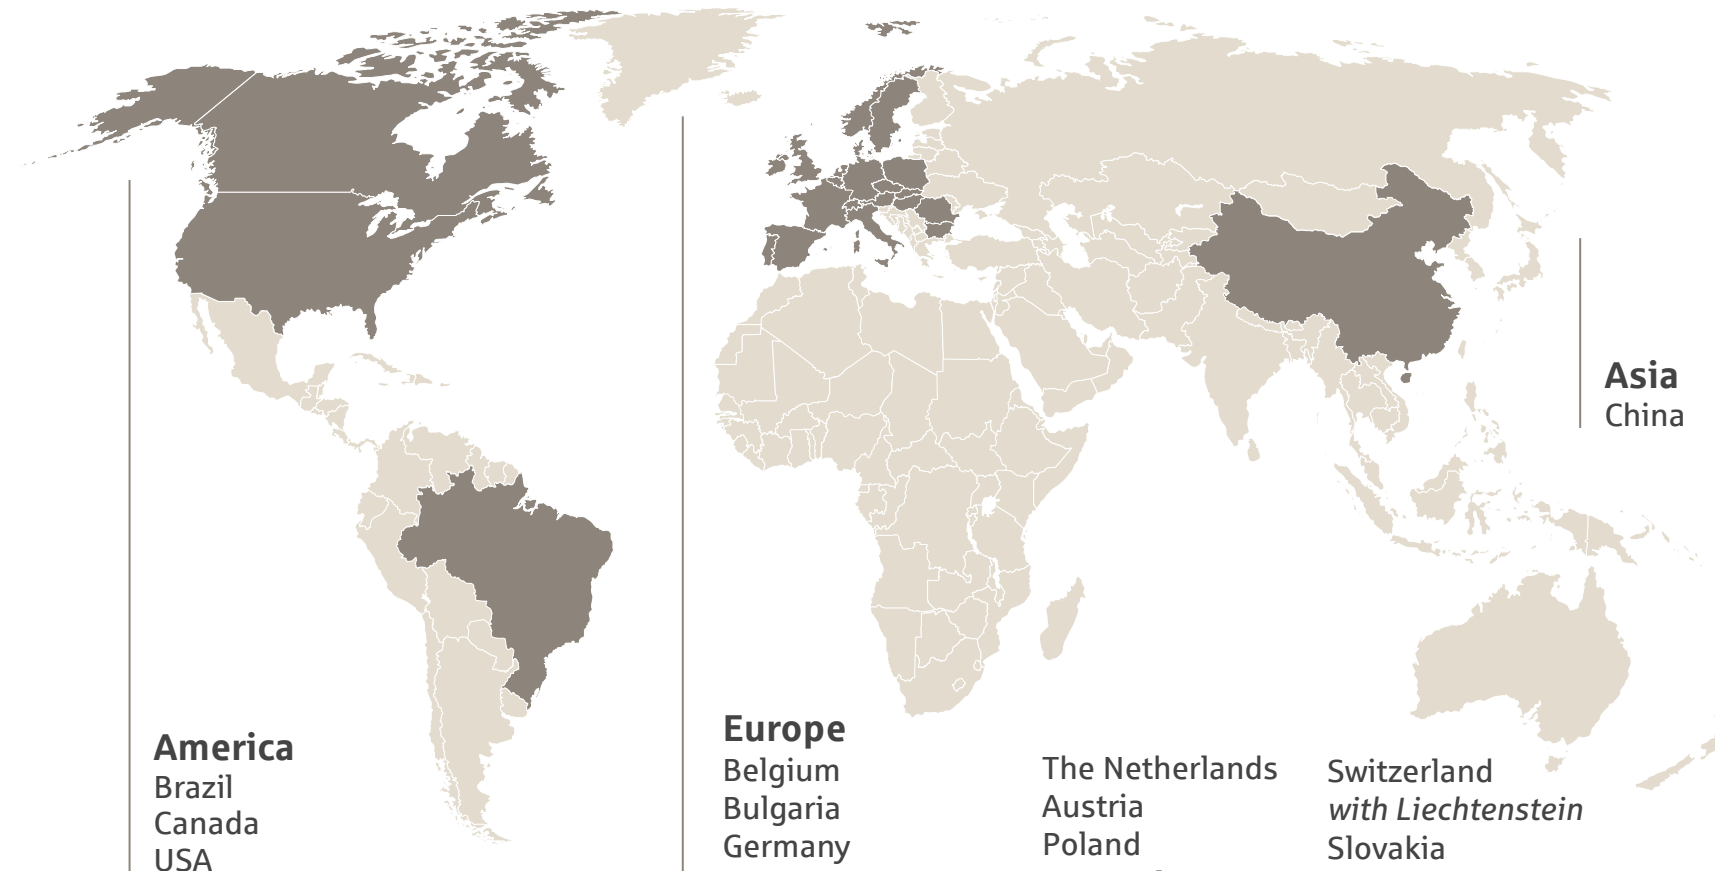 Asia
China
America
Brazil
Canada
USA
Europe
Belgium
Bulgaria
Germany
The Netherlands
Austria
Poland
Switzerland
with Liechtenstein
Slovakia